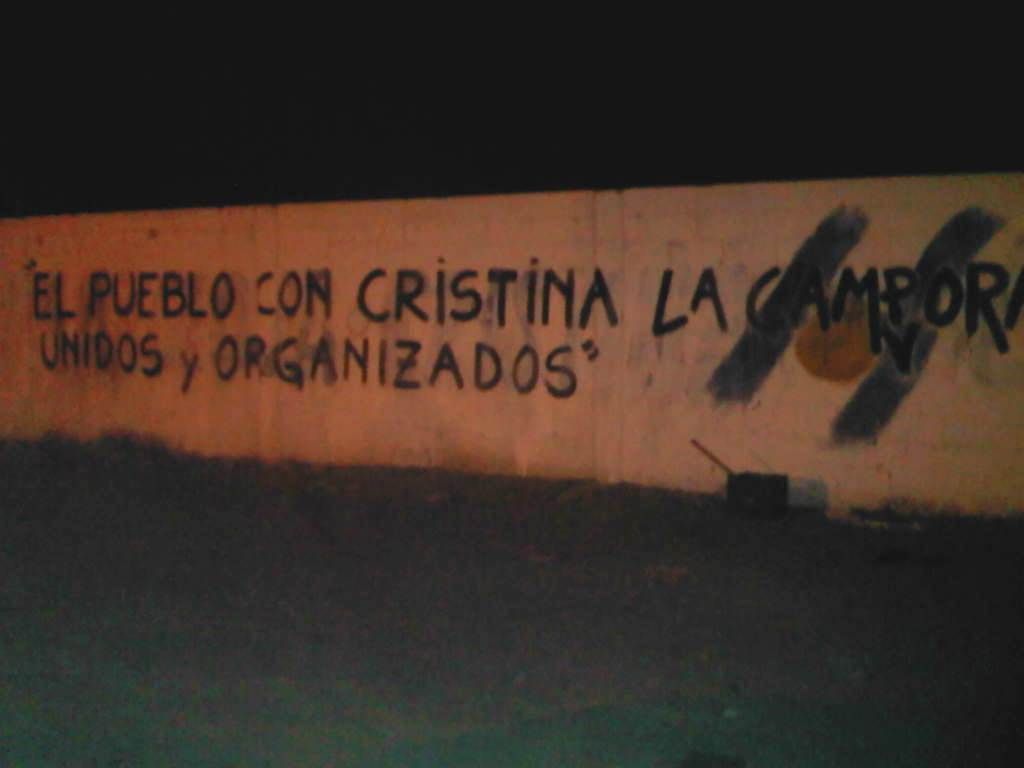 "EL PUEBLO CON CRISTINA LA CAMPORA
UNIDOS y ORGANIZADOS"